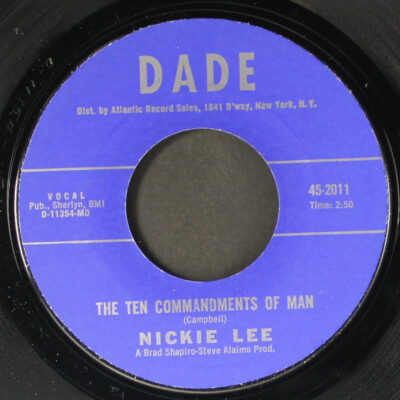 DADE
Dist. by Atlantic Record Sales, 1841 B'way, New York, N. Y.
VOCAL
Pub., Sherlyn, BMI
D-11354-MO
45-2011
Time: 2:50
THE TEN COMMANDMENTS OF MAN
(Campbell)
NICKIE LEE
A Brad Shapiro-Steve Alaimo Prod.